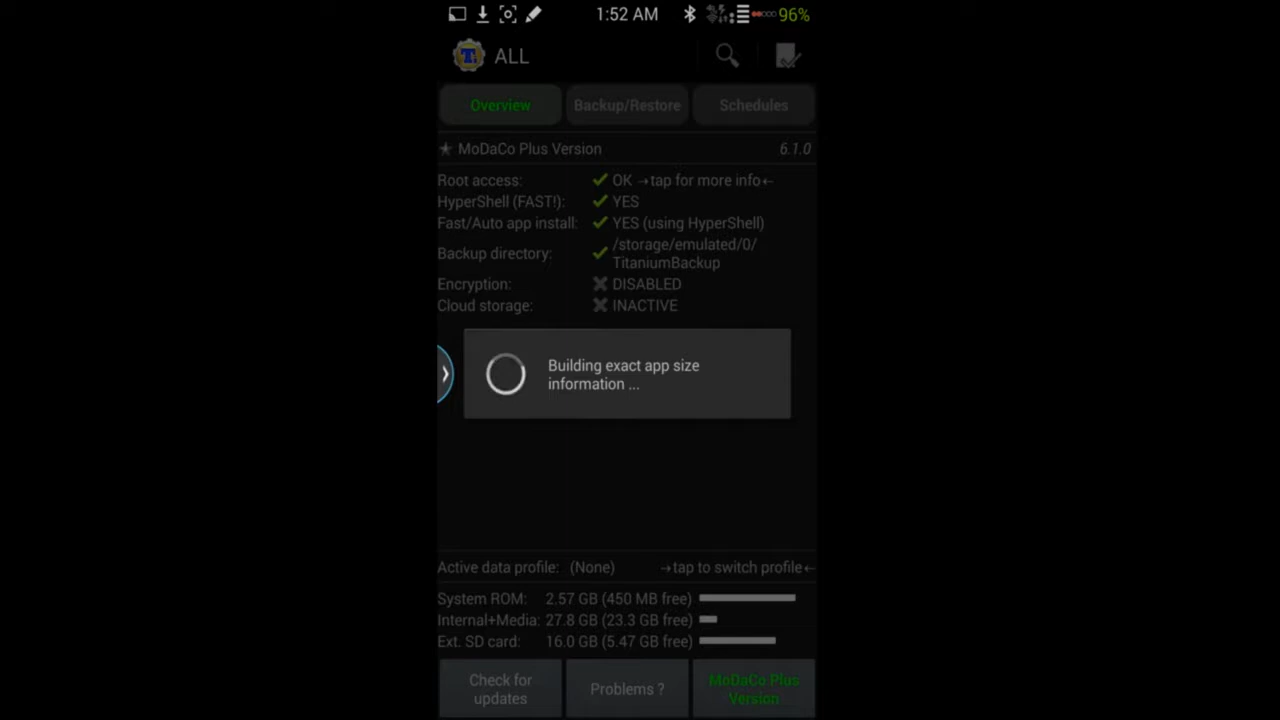 1:52 AM 96%
ALL
Overview Backup/Restore Schedules
★ MoDaCo Plus Version 6.1.0
Root access: ✔ OK →tap for more info←
HyperShell (FAST!): ✔ YES
Fast/Auto app install: ✔ YES (using HyperShell)
Backup directory: ✔ /storage/emulated/0/
TitaniumBackup
Encryption: ✖ DISABLED
Cloud storage: ✖ INACTIVE
Building exact app size
information ...
Active data profile: (None) →tap to switch profile←
System ROM: 2.57 GB (450 MB free)
Internal+Media: 27.8 GB (23.3 GB free)
Ext. SD card: 16.0 GB (5.47 GB free)
Check for
updates
Problems ?
MoDaCo Plus
Version